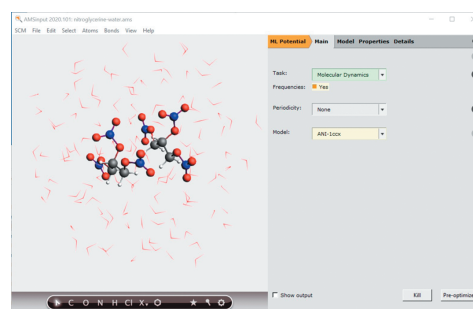 AMSinput 2020.101: nitroglycerine-water.ams
SCM File Edit Select Atoms Bonds View Help
ML Potential Main Model Properties Details
Task: Molecular Dynamics
Frequencies: Yes
Periodicity: None
Model: ANI-1ccx
Show output Kill Pre-optimize
C O N H Cl X.